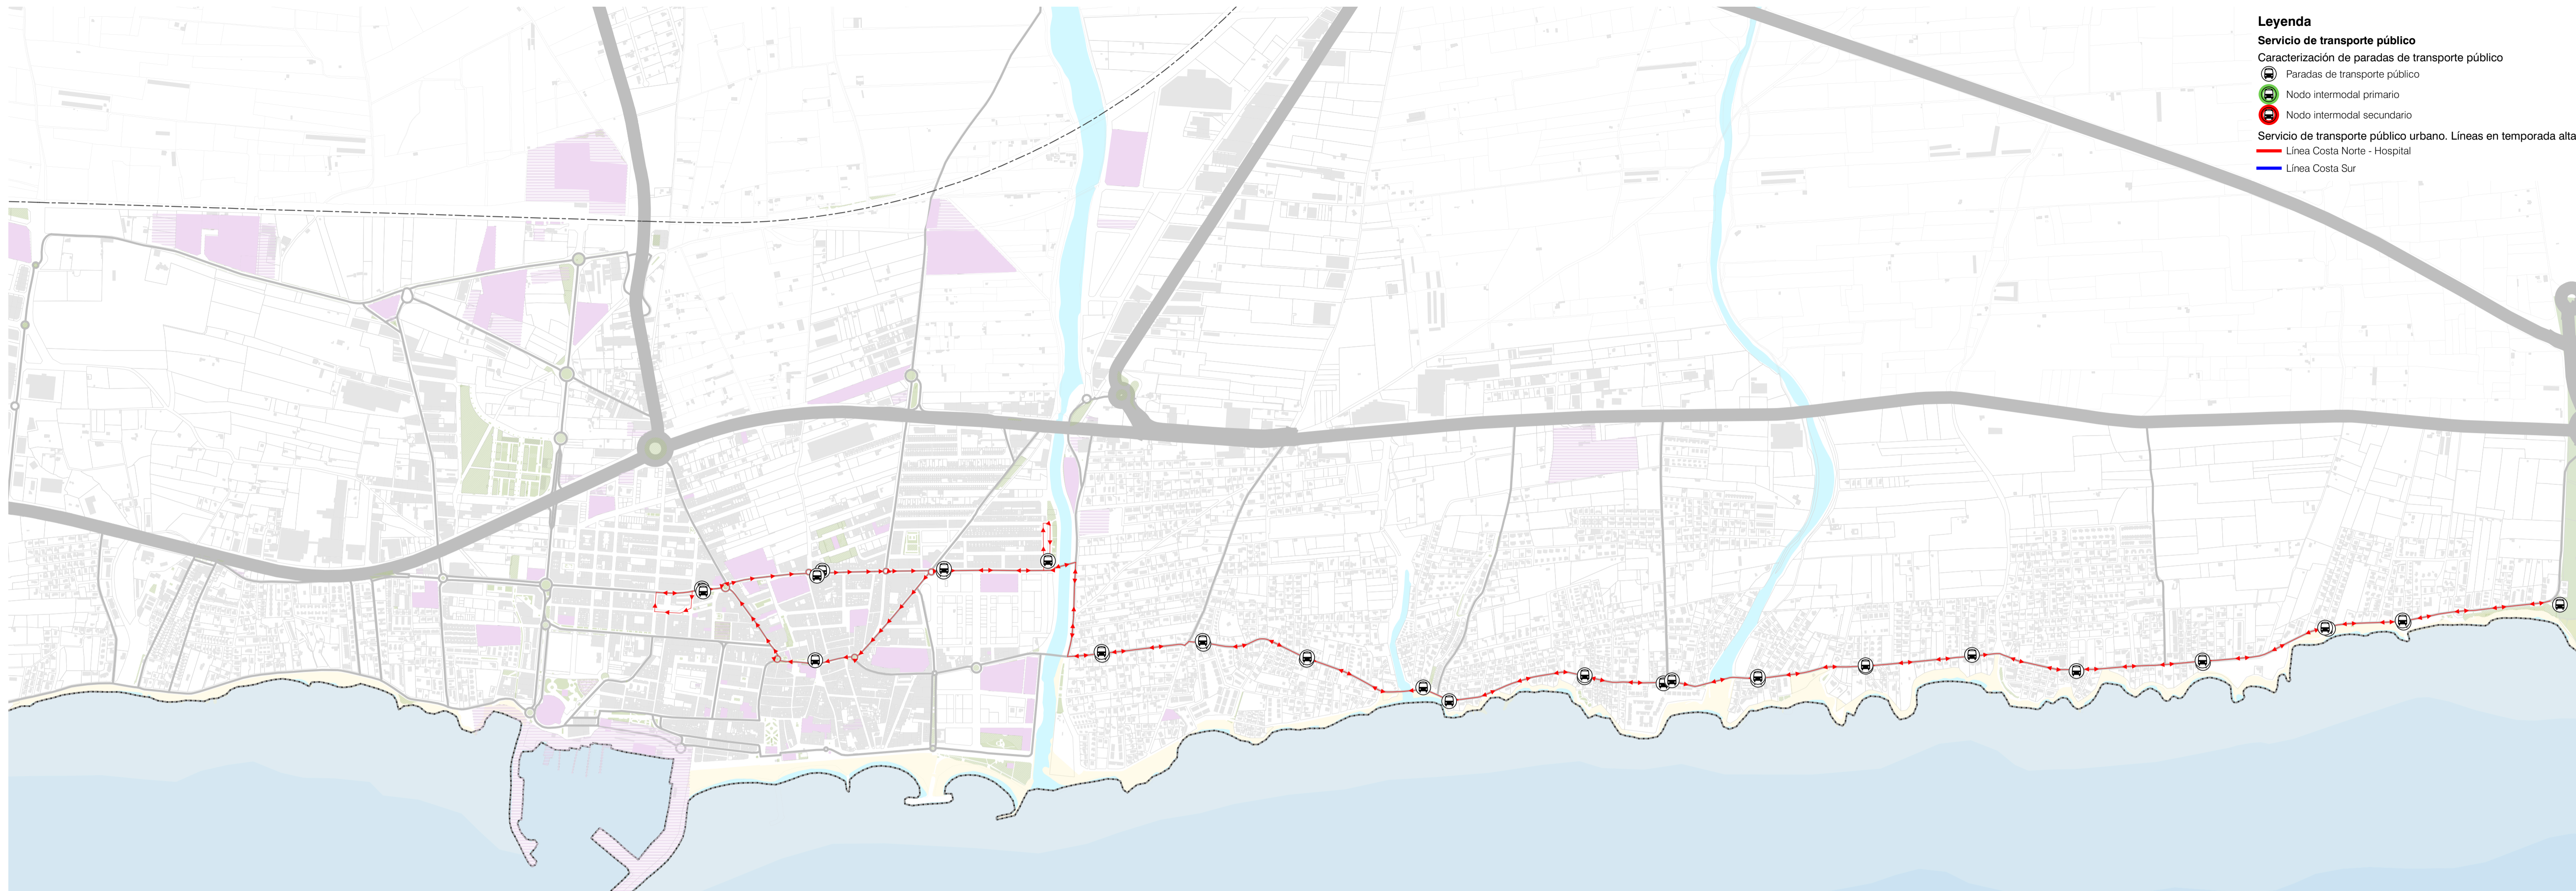 Leyenda
Servicio de transporte público
Caracterización de paradas de transporte público
Paradas de transporte público
Nodo intermodal primario
Nodo intermodal secundario
Servicio de transporte público urbano. Líneas en temporada alta
Línea Costa Norte - Hospital
Línea Costa Sur